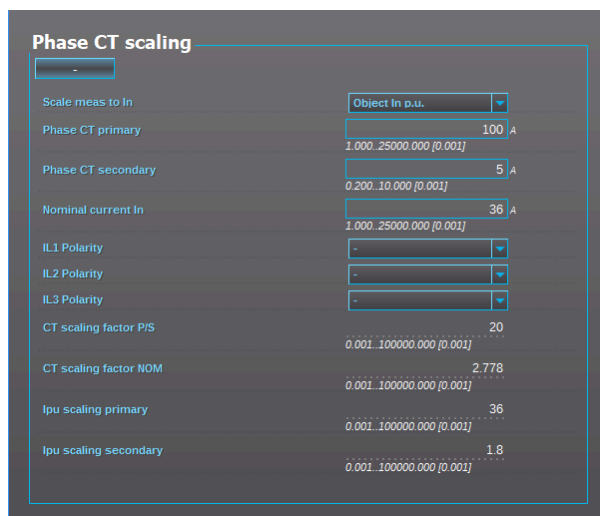 Phase CT scaling
-
Scale meas to In Object In p.u.
Phase CT primary 100 A
1.000..25000.000 [0.001]
Phase CT secondary 5 A
0.200..10.000 [0.001]
Nominal current In 36 A
1.000..25000.000 [0.001]
IL1 Polarity -
IL2 Polarity -
IL3 Polarity -
CT scaling factor P/S 20
0.001..100000.000 [0.001]
CT scaling factor NOM 2.778
0.001..100000.000 [0.001]
Ipu scaling primary 36
0.001..100000.000 [0.001]
Ipu scaling secondary 1.8
0.001..100000.000 [0.001]